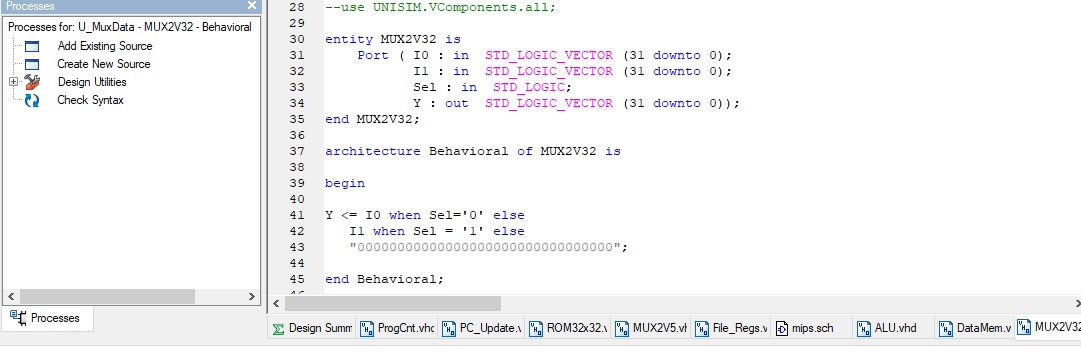 Processes
Processes for: U_MuxData - MUX2V32 - Behavioral
Add Existing Source
Create New Source
Design Utilities
Check Syntax
Processes
28 --use UNISIM.VComponents.all;
29
30 entity MUX2V32 is
31 Port ( I0 : in STD_LOGIC_VECTOR (31 downto 0);
32 I1 : in STD_LOGIC_VECTOR (31 downto 0);
33 Sel : in STD_LOGIC;
34 Y : out STD_LOGIC_VECTOR (31 downto 0));
35 end MUX2V32;
36
37 architecture Behavioral of MUX2V32 is
38
39 begin
40
41 Y <= I0 when Sel='0' else
42 I1 when Sel = '1' else
43 "00000000000000000000000000000000";
44
45 end Behavioral;
Design Summ
ProgCnt.vhd
PC_Update.v
ROM32x32.v
MUX2V5.vh
File_Regs.v
mips.sch
ALU.vhd
DataMem.v
MUX2V32